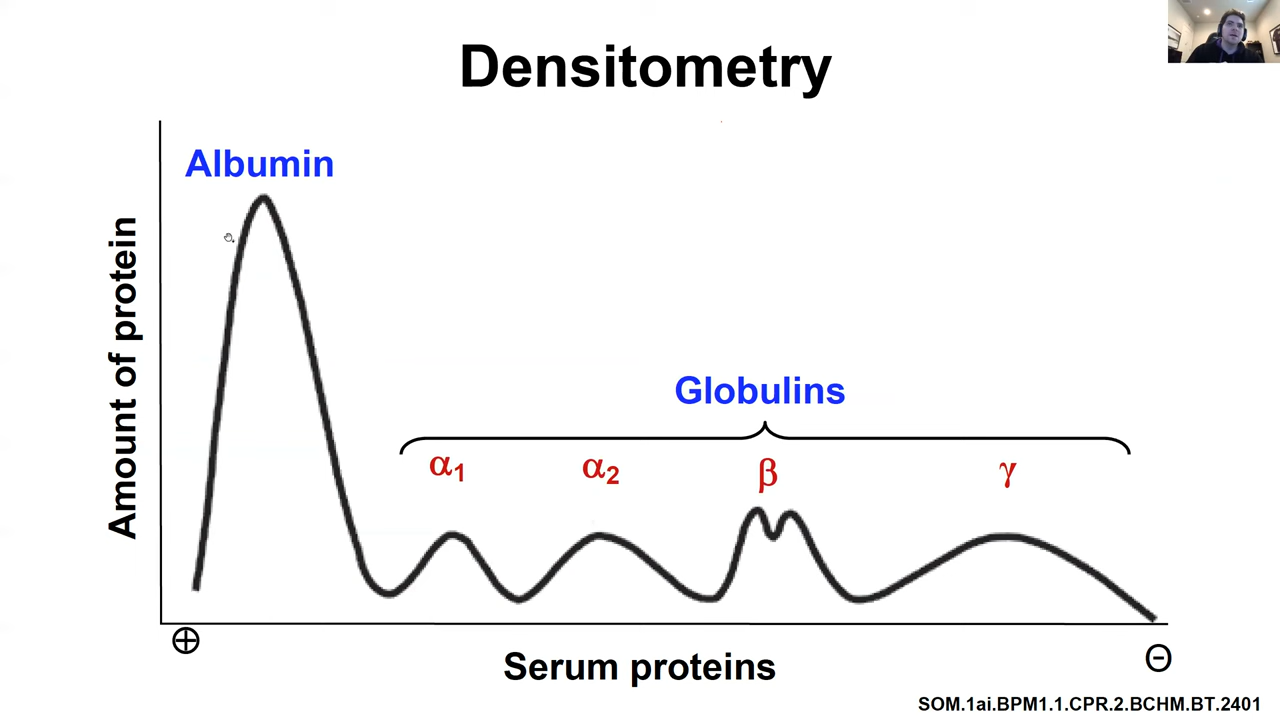 Densitometry
Albumin
Amount of protein
Globulins
α1 α2 β γ
⊕ ⊖
Serum proteins
SOM.1ai.BPM1.1.CPR.2.BCHM.BT.2401